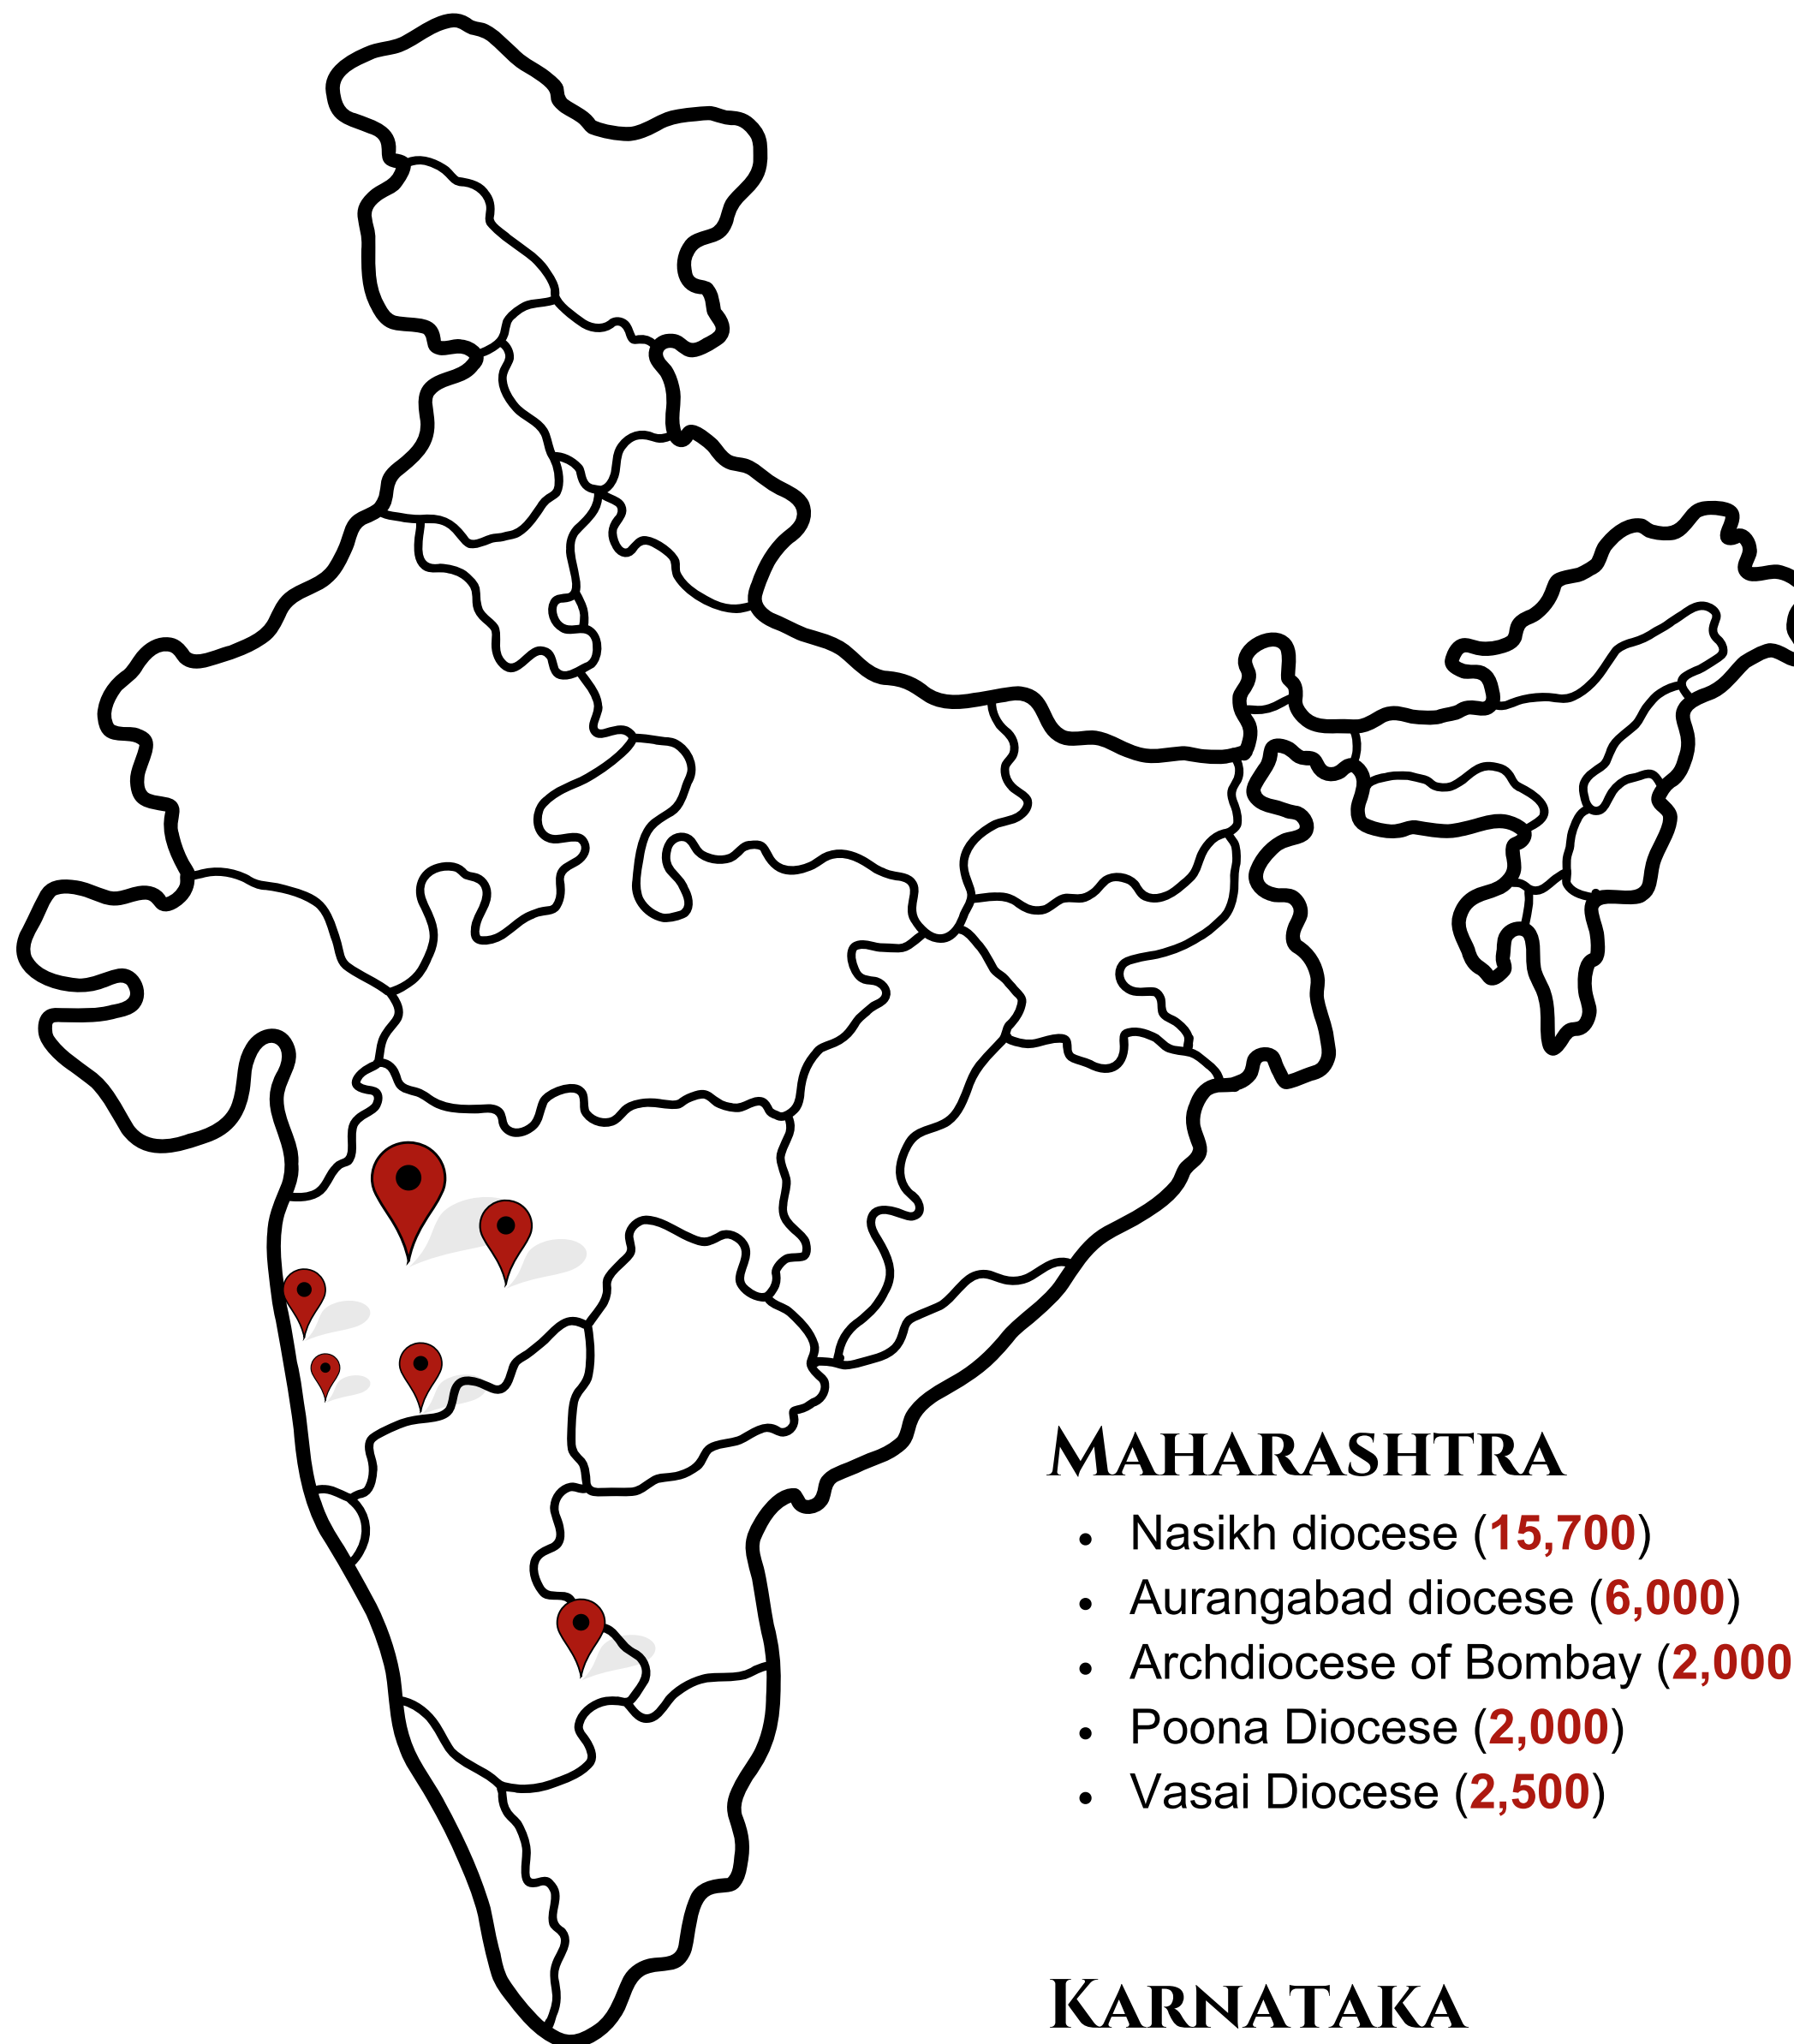 MAHARASHTRA
• Nasikh diocese (15,700)
• Aurangabad diocese (6,000)
• Archdiocese of Bombay (2,000
• Poona Diocese (2,000)
• Vasai Diocese (2,500)
KARNATAKA